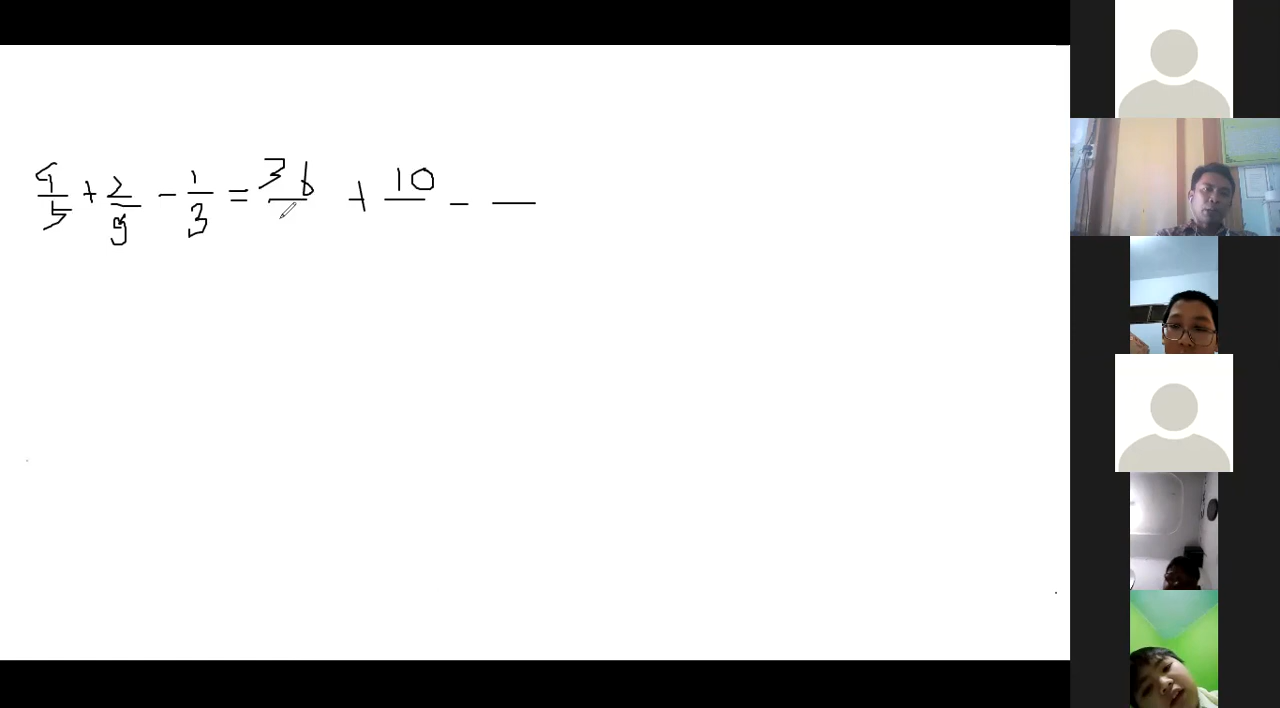 4/5 + 2/9 - 1/3 = 36/ + 10/ - /